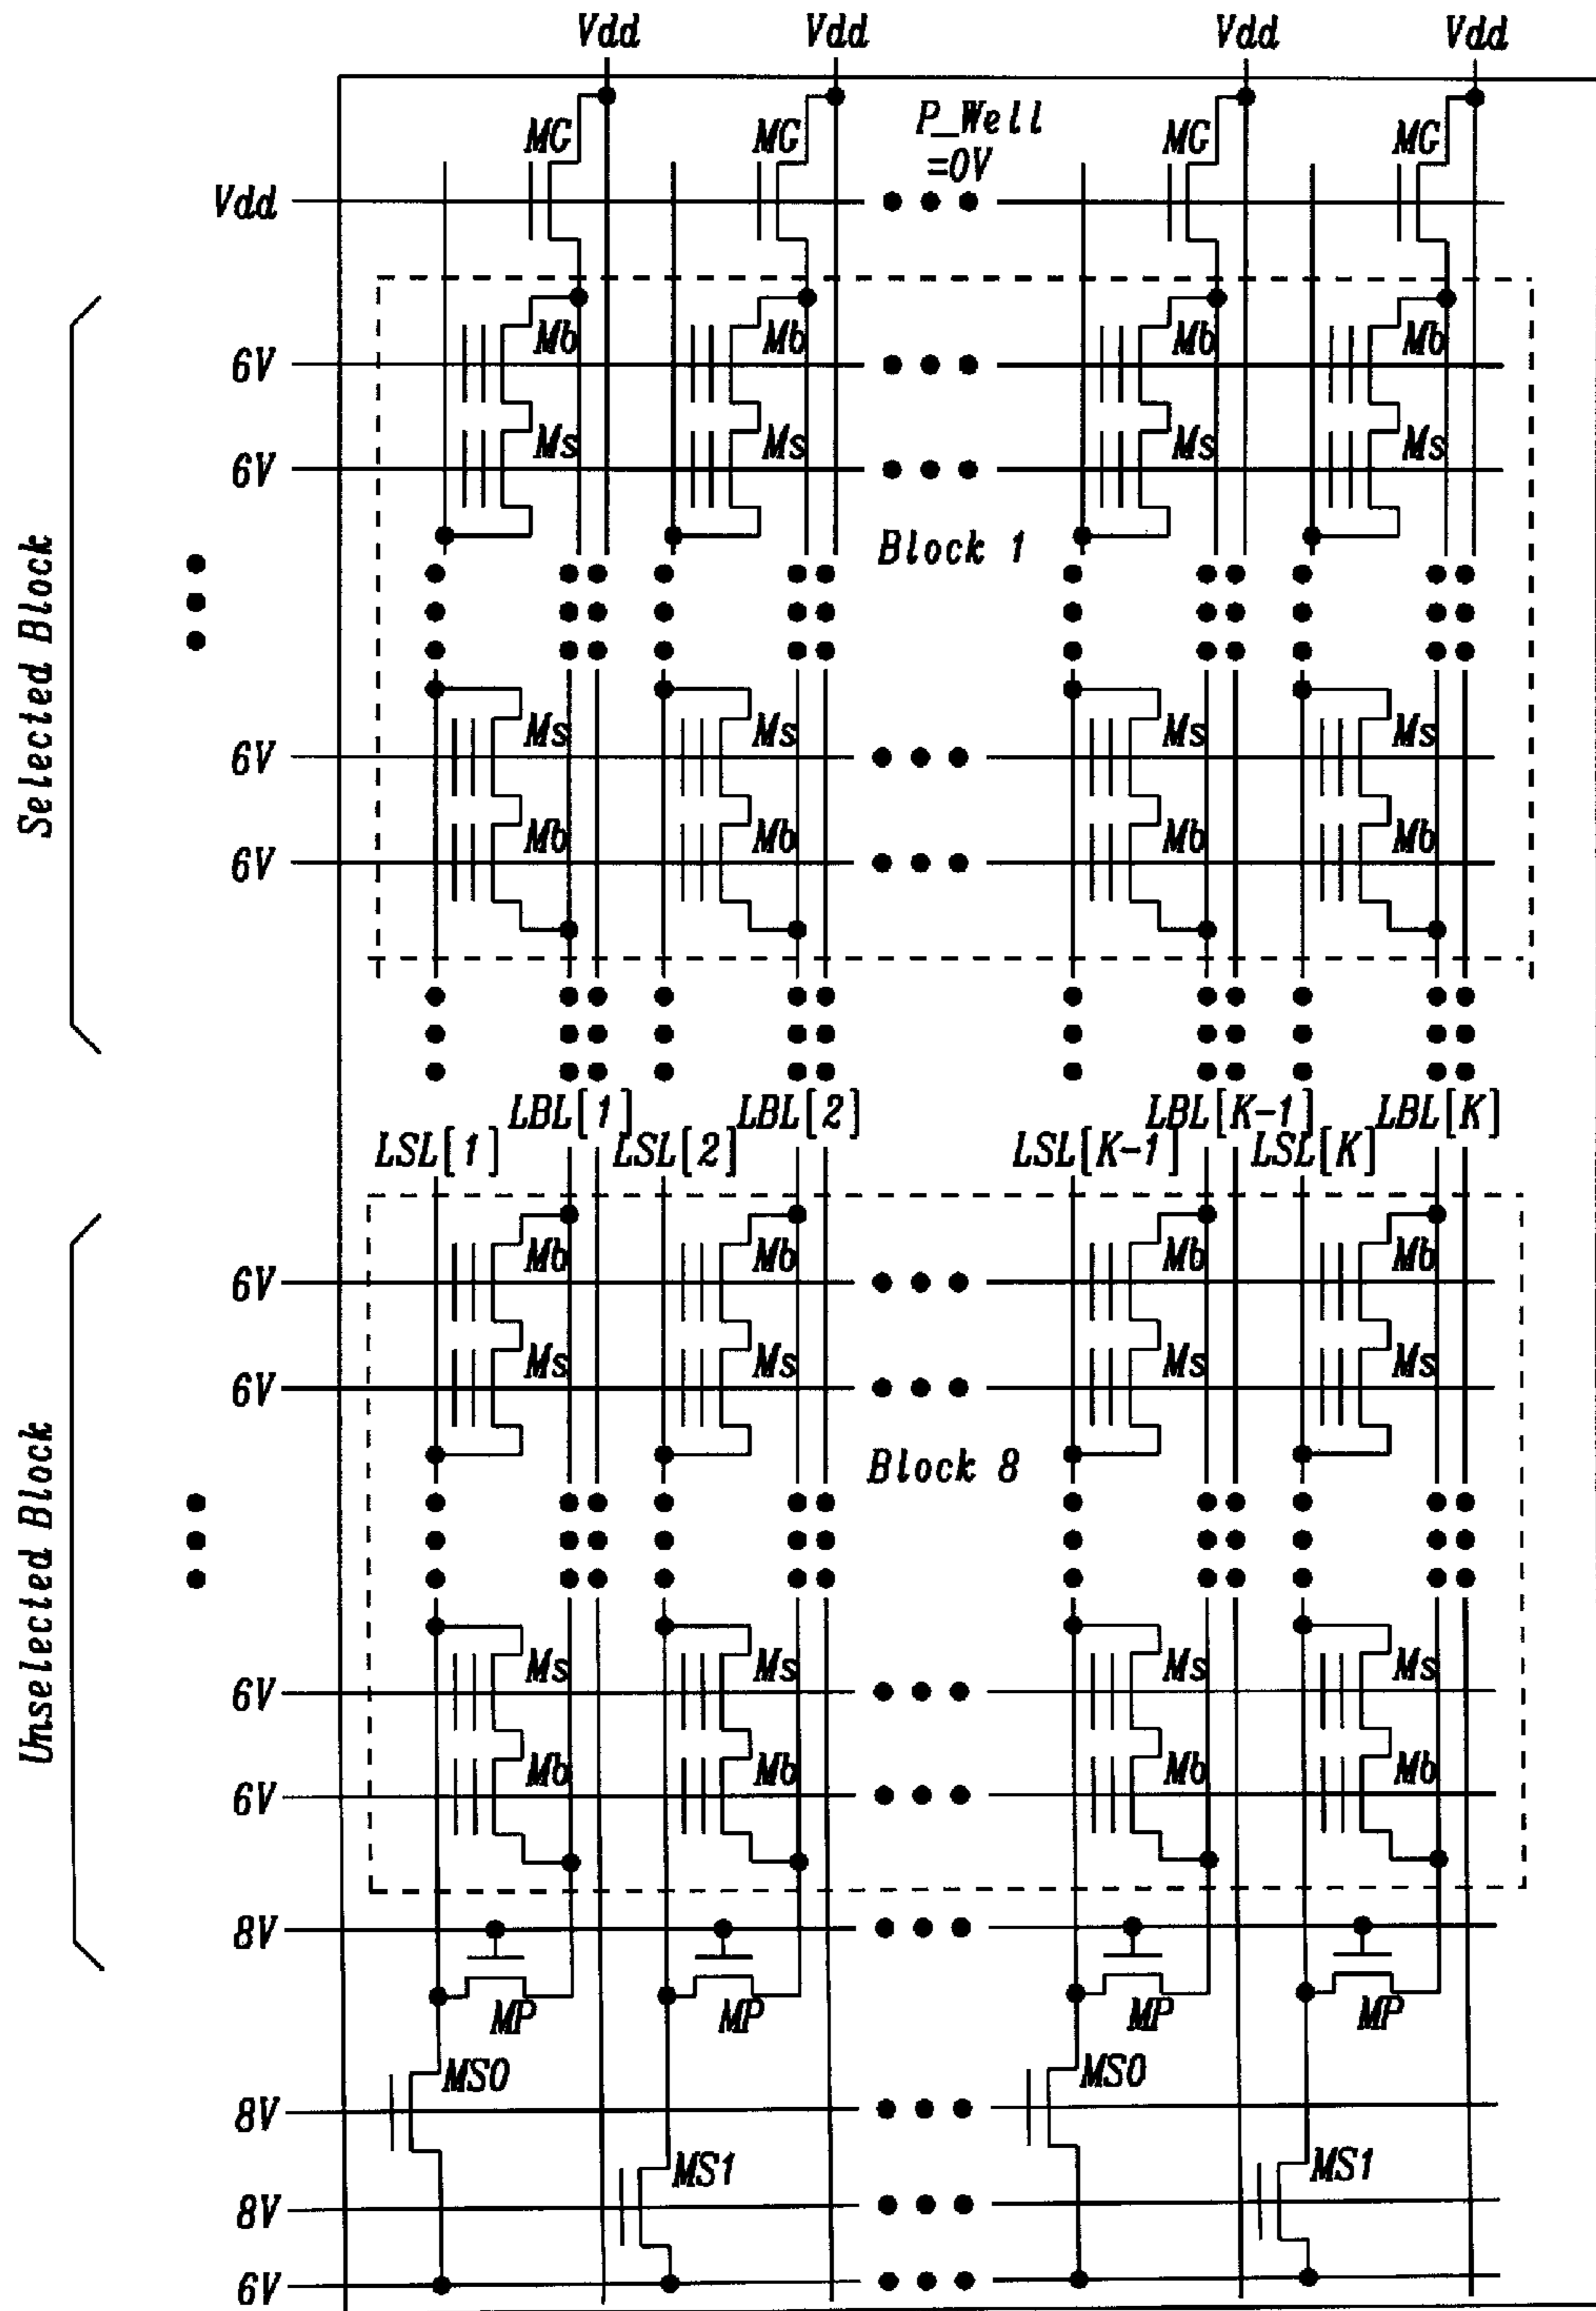 Vdd Vdd Vdd Vdd
MG MG P_Well MG MG
=0V
Vdd
Mb Mb Mb Mb
6V
Ms Ms Ms Ms
6V
Block 1
Selected Block
Ms Ms Ms Ms
6V
Mb Mb Mb Mb
6V
LBL[1] LBL[2] LBL[K-1] LBL[K]
LSL[1] LSL[2] LSL[K-1] LSL[K]
Mb Mb Mb Mb
6V
Ms Ms Ms Ms
6V
Block 8
Unselected Block
Ms Ms Ms Ms
6V
Mb Mb Mb Mb
6V
8V
MP MP MP MP
MS0 MS0
8V
MS1 MS1
8V
6V